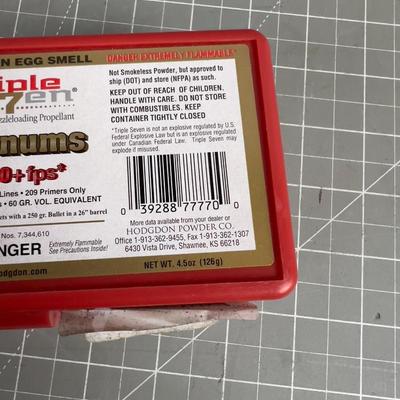 N EGG SMELL
DANGER EXTREMELY FLAMMABLE*
iple
7en®
zzleloading Propellant
nums
0+fps*
Lines • 209 Primers Only
s • 60 GR. VOL. EQUIVALENT
ets with a 250 gr. Bullet in a 26" barrel
Nos. 7,344,610
NGER
Extremely Flammable
See Precautions Inside!
odgdon.com
Not Smokeless Powder, but approved to
ship (DOT) and store (NFPA) as such.
KEEP OUT OF REACH OF CHILDREN.
HANDLE WITH CARE. DO NOT STORE
WITH COMBUSTIBLES. KEEP
CONTAINER TIGHTLY CLOSED
*Triple Seven is not an explosive regulated by U.S.
Federal Explosive Law but is an explosive regulated
under Canadian Federal Law. Triple Seven may
explode if misused.
0 39288 77770 0
More data available from your dealer or
HODGDON POWDER CO.
Office 1-913-362-9455, Fax 1-913-362-1307
6430 Vista Drive, Shawnee, KS 66218
NET WT. 4.5oz (126g)